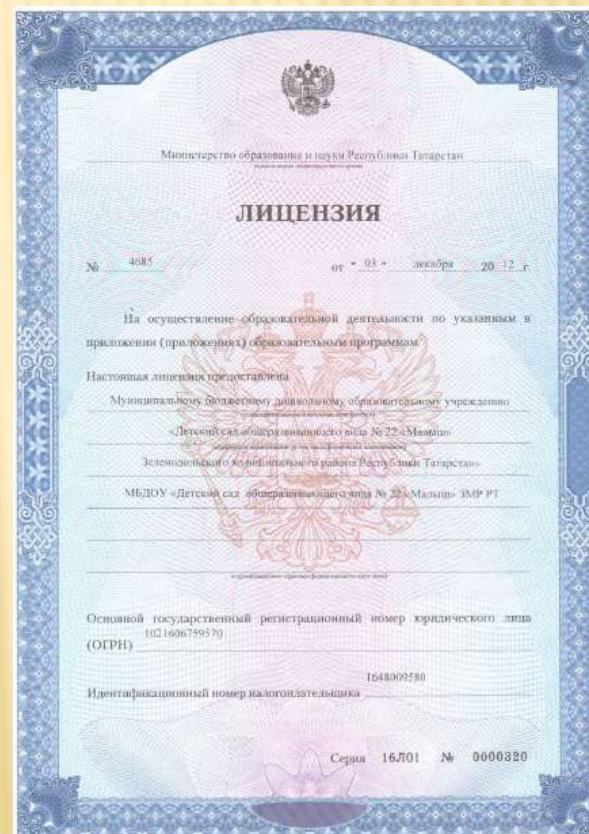 Министерство образования и науки Республики Татарстан
ЛИЦЕНЗИЯ
№ 4685 от " 03 " декабря 20 12 г.
На осуществление образовательной деятельности по указанным в
приложении (приложениях) образовательным программам
Настоящая лицензия предоставлена
Муниципальному бюджетному дошкольному образовательному учреждению
«Детский сад общеразвивающего вида № 22 «Малыш»
Зеленодольского муниципального района Республики Татарстан»
МБДОУ «Детский сад общеразвивающего вида № 22 «Малыш» ЗМР РТ
Основной государственный регистрационный номер юридического лица
(ОГРН) 1021606759570
Идентификационный номер налогоплательщика 1648009580
Серия 16Л01 № 0000320